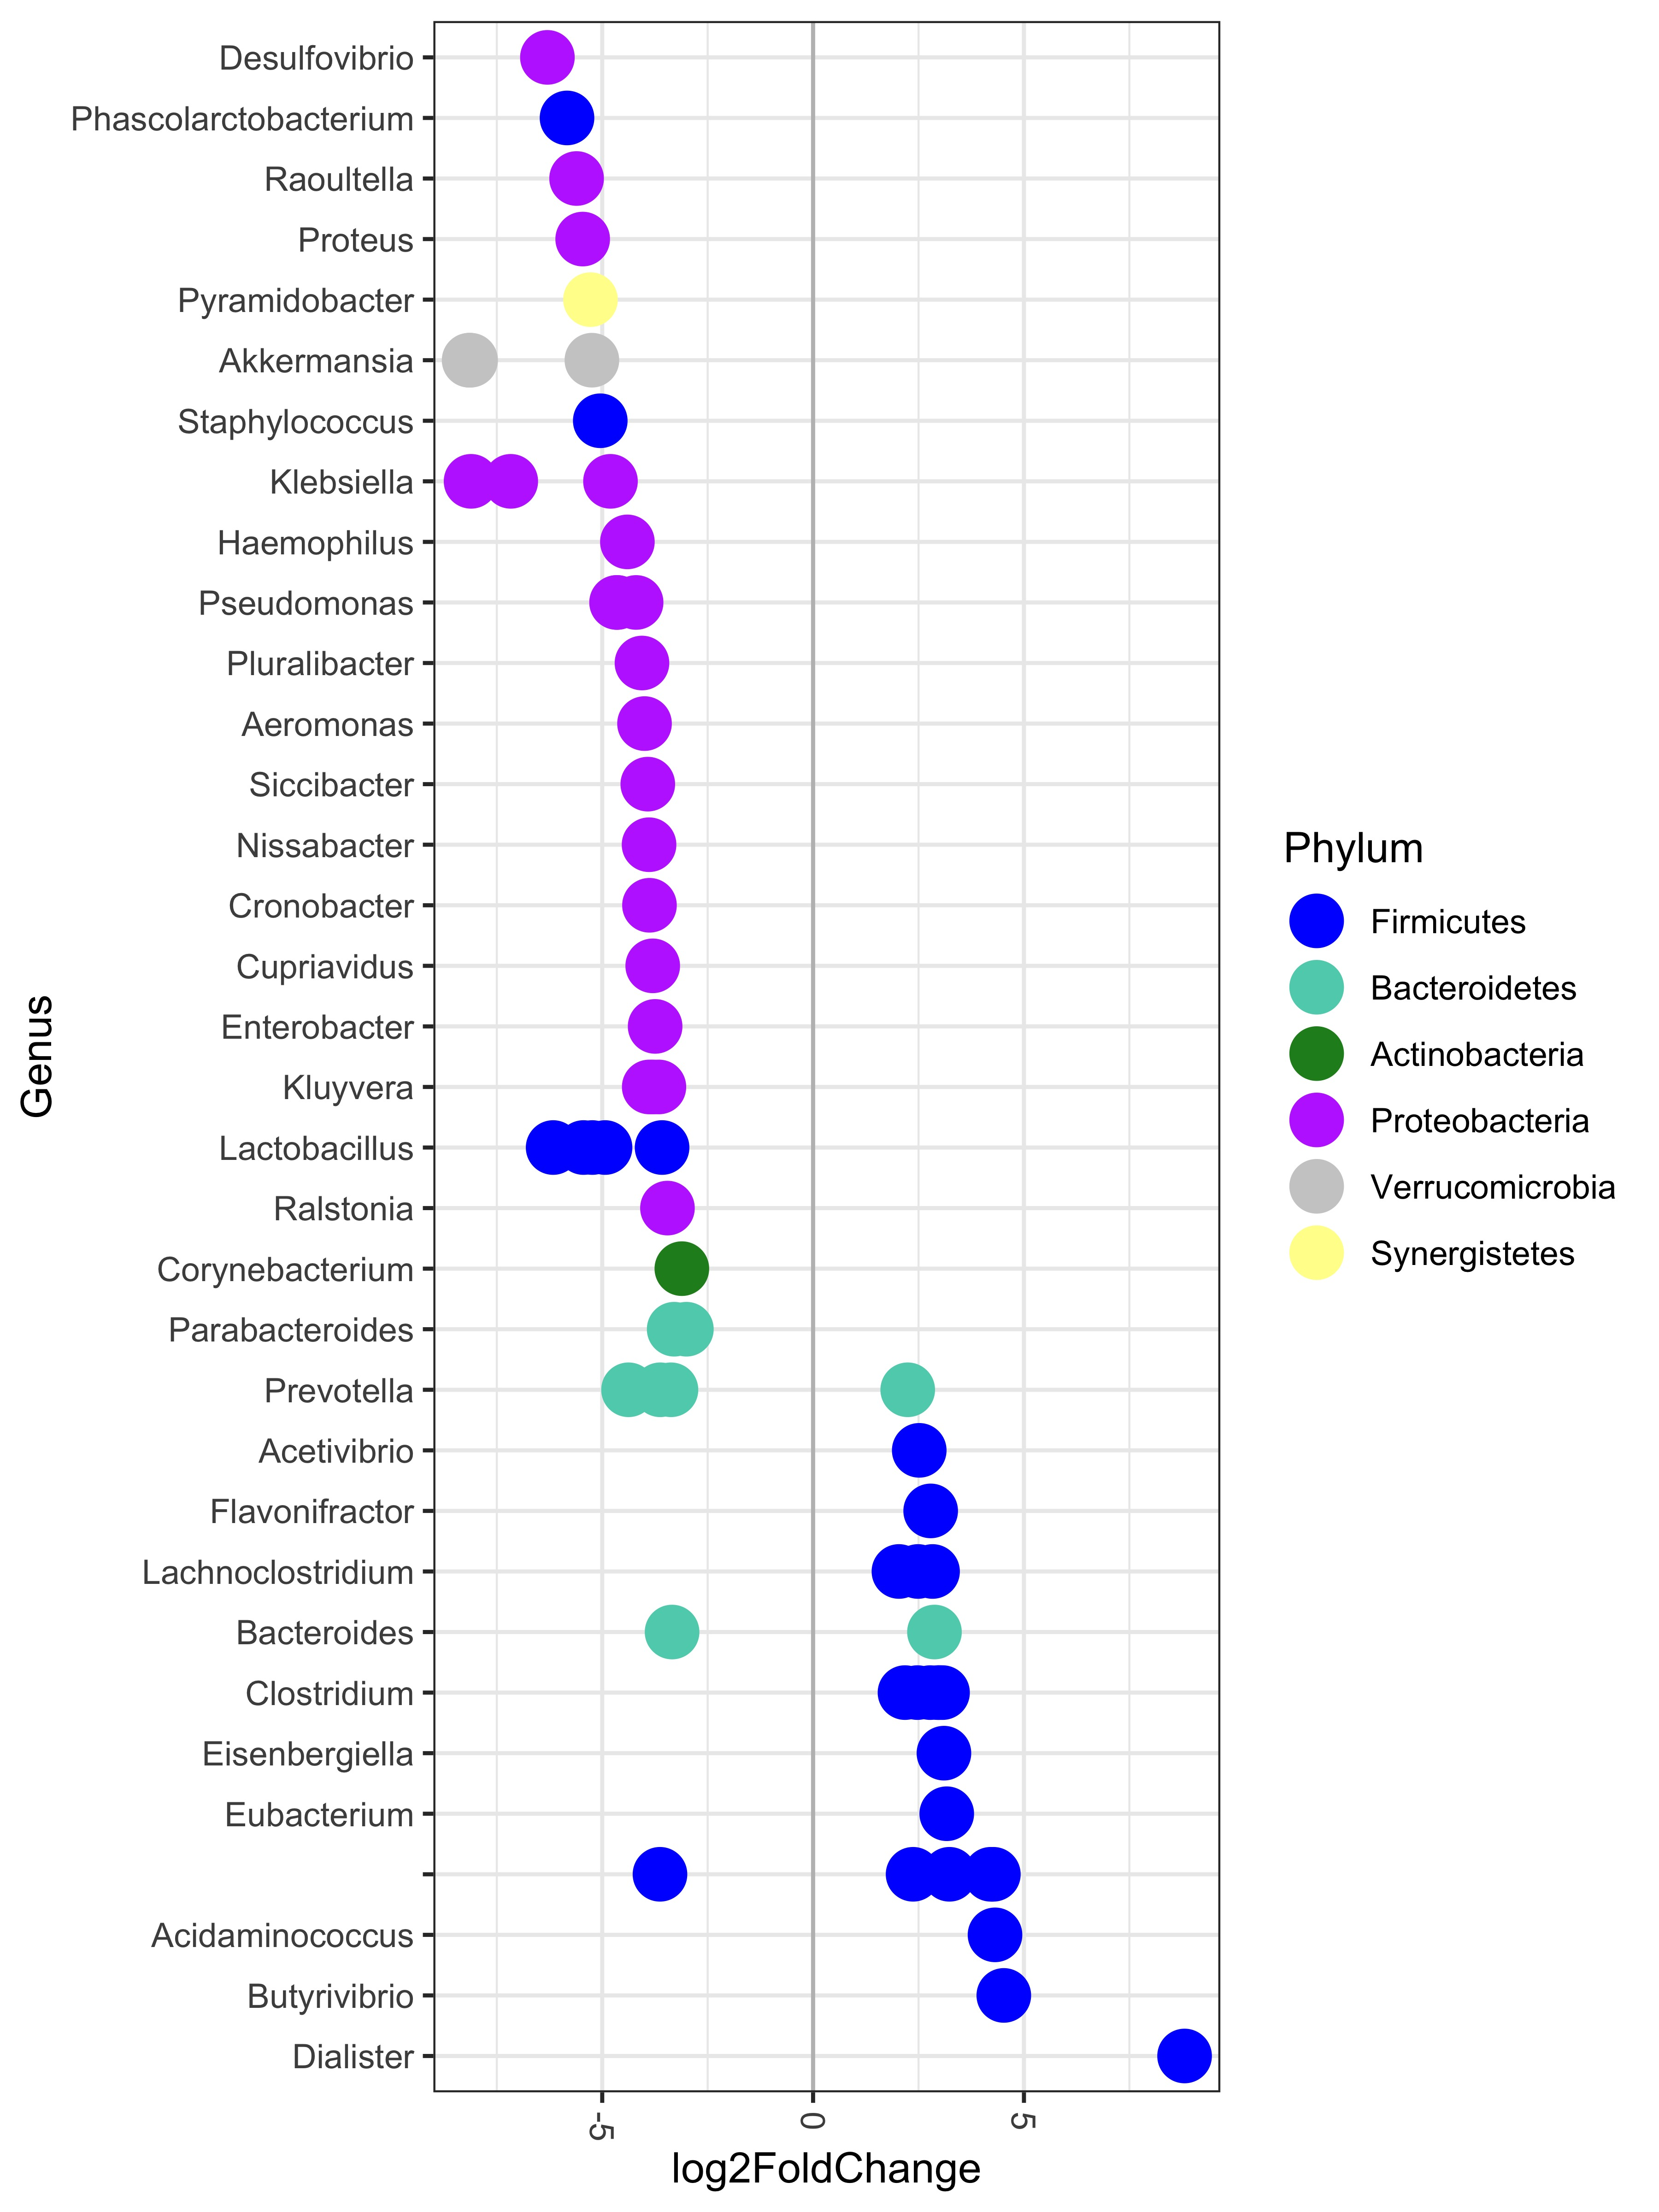 Desulfovibrio
Phascolarctobacterium
Raoultella
Proteus
Pyramidobacter
Akkermansia
Staphylococcus
Klebsiella
Haemophilus
Pseudomonas
Pluralibacter
Aeromonas
Siccibacter
Nissabacter
Cronobacter
Cupriavidus
Enterobacter
Kluyvera
Lactobacillus
Ralstonia
Corynebacterium
Parabacteroides
Prevotella
Acetivibrio
Flavonifractor
Lachnoclostridium
Bacteroides
Clostridium
Eisenbergiella
Eubacterium
Acidaminococcus
Butyrivibrio
Dialister
Genus
-5
0
5
log2FoldChange
Phylum
Firmicutes
Bacteroidetes
Actinobacteria
Proteobacteria
Verrucomicrobia
Synergistetes